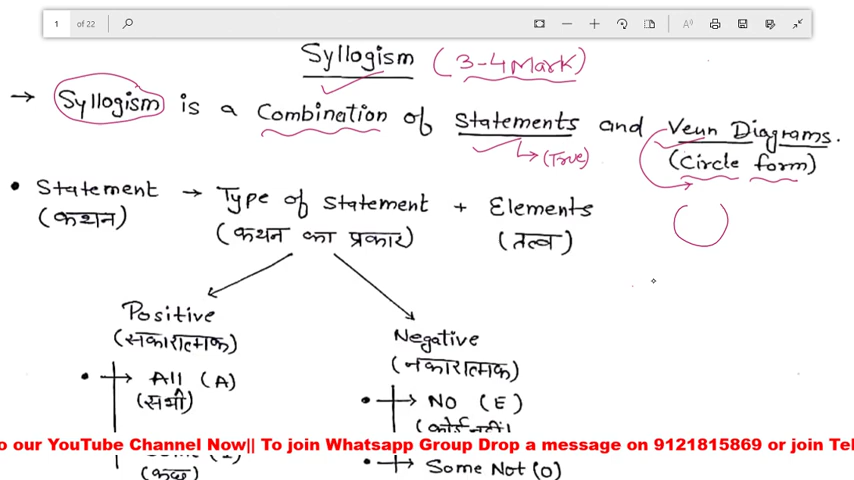 1 of 22
Syllogism (3-4 Mark)
→ Syllogism is a Combination of Statements and Venn Diagrams.
→ (True) (Circle form)
• Statement → Type of statement + Elements
(कथन) (कथन का प्रकार) (तत्व)
Positive
(सकारात्मक)
Negative
(नकारात्मक)
• → All (A)
(सभी)
• → NO (E)
(कोई नहीं)
o our YouTube Channel Now|| To join Whatsapp Group Drop a message on 9121815869 or join Tel
(कुछ)
• → Some Not (O)